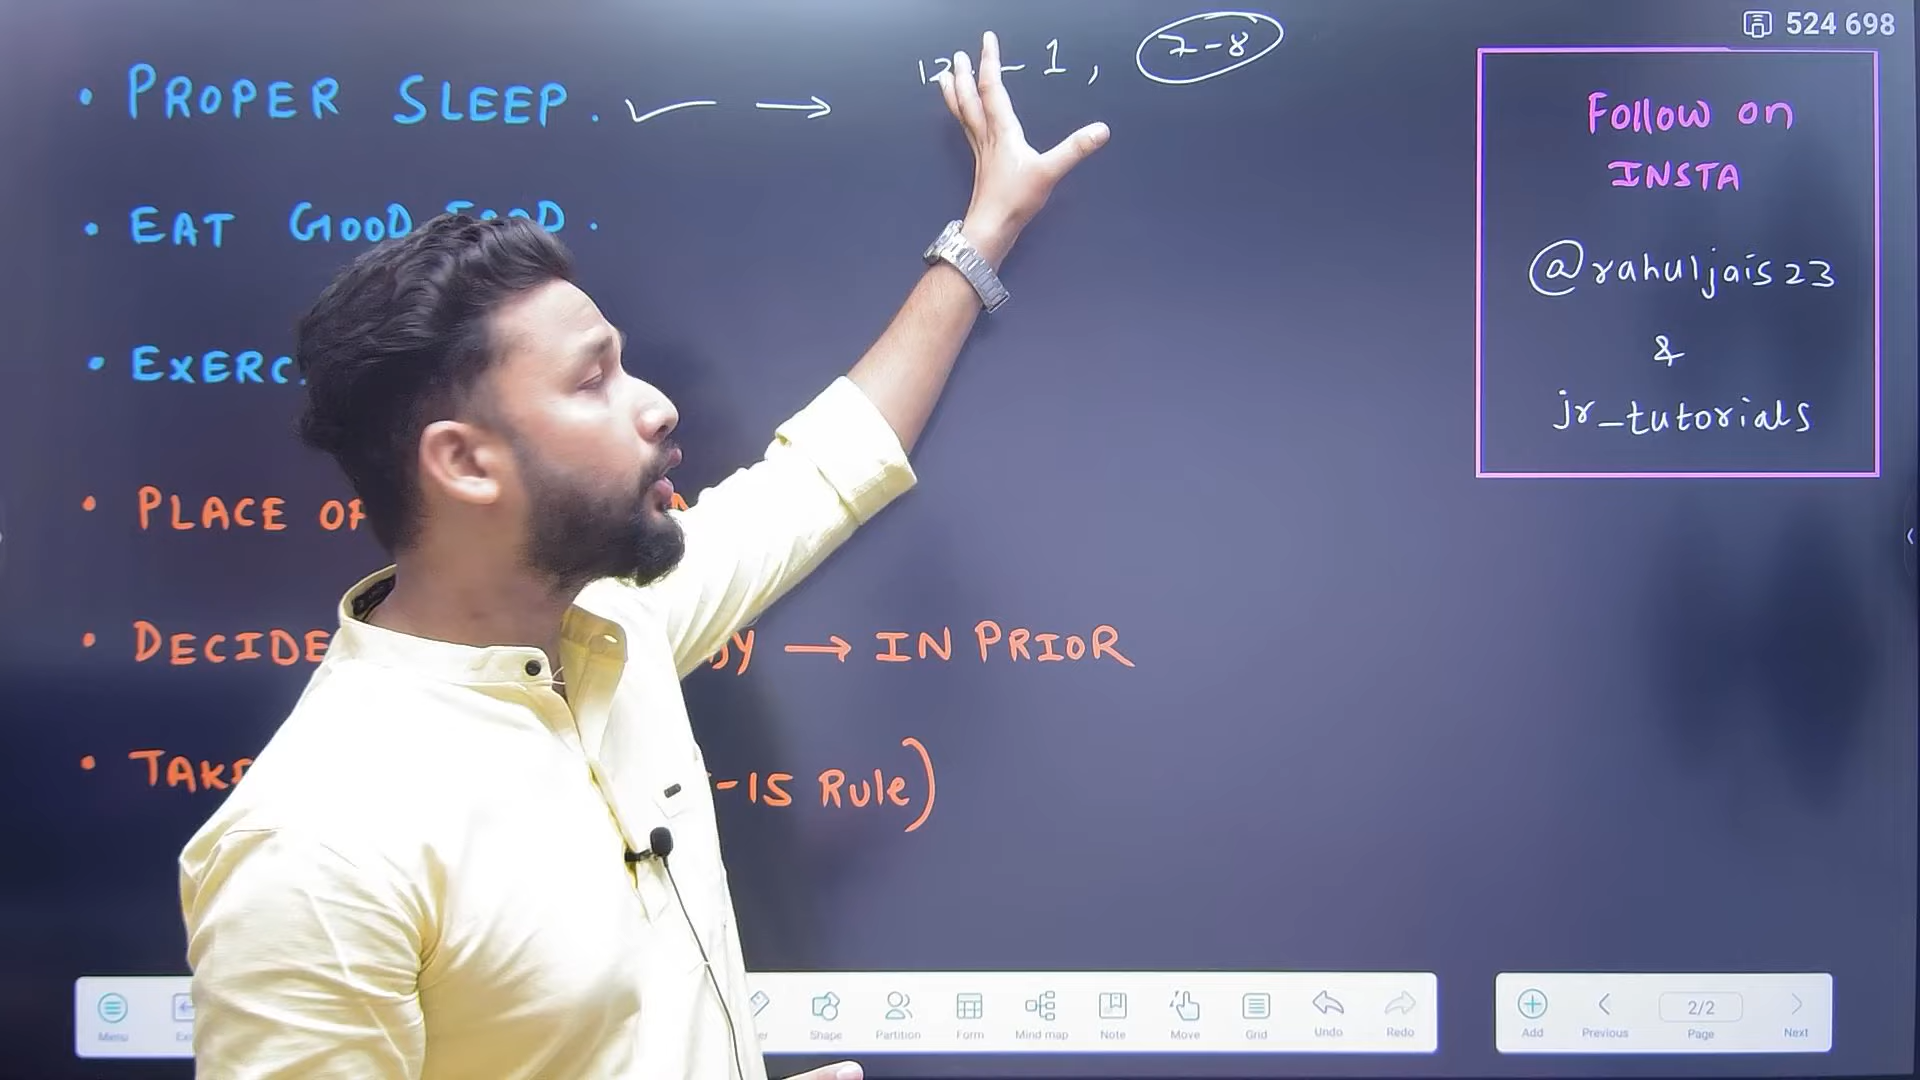 524 698
• PROPER SLEEP. →
1, 7-8
• EAT GOOD FOOD.
• EXERC
• PLACE OF
• DECIDE → IN PRIOR
• TAKE -15 Rule)
Follow on
INSTA
@rahuljais23
&
jr_tutorials
Menu
Shape Partition Form Mind map Note Move Grid Undo Redo
Add Previous 2/2 Page Next